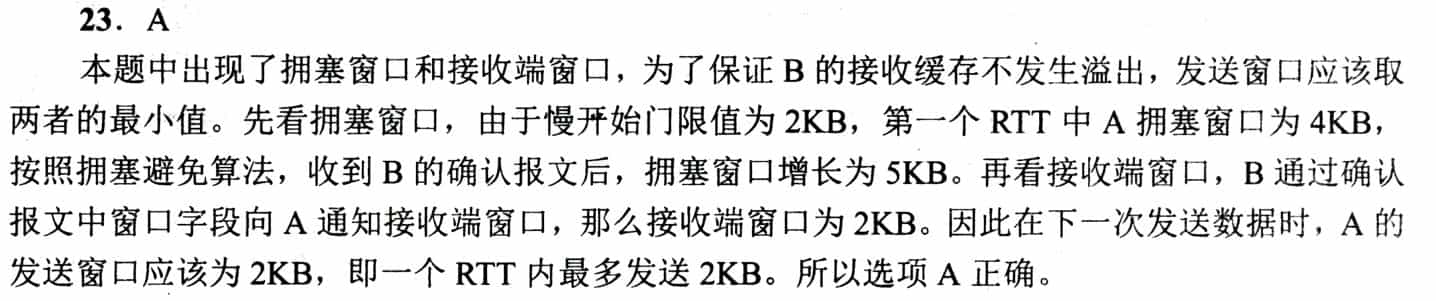 23. A
本题中出现了拥塞窗口和接收端窗口，为了保证 B 的接收缓存不发生溢出，发送窗口应该取
两者的最小值。先看拥塞窗口，由于慢开始门限值为 2KB，第一个 RTT 中 A 拥塞窗口为 4KB，
按照拥塞避免算法，收到 B 的确认报文后，拥塞窗口增长为 5KB。再看接收端窗口，B 通过确认
报文中窗口字段向 A 通知接收端窗口，那么接收端窗口为 2KB。因此在下一次发送数据时，A 的
发送窗口应该为 2KB，即一个 RTT 内最多发送 2KB。所以选项 A 正确。